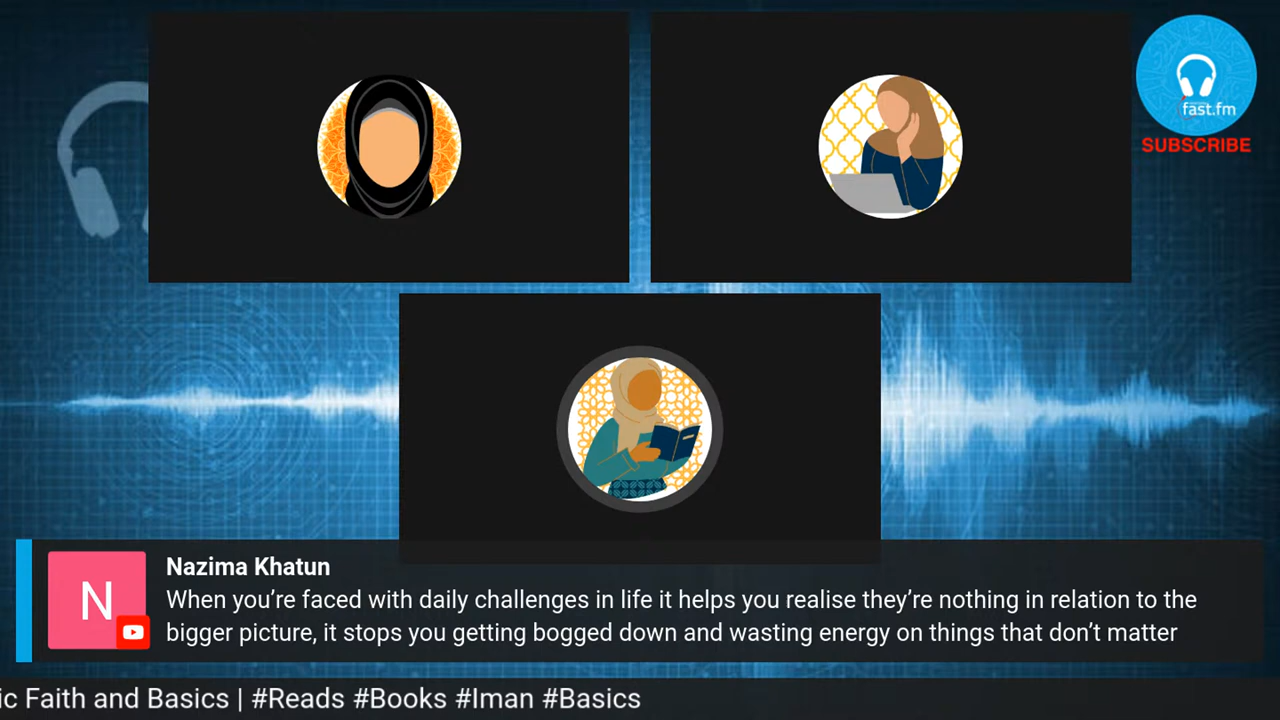 fast.fm
SUBSCRIBE
N
Nazima Khatun
When you’re faced with daily challenges in life it helps you realise they’re nothing in relation to the
bigger picture, it stops you getting bogged down and wasting energy on things that don’t matter
ic Faith and Basics | #Reads #Books #Iman #Basics